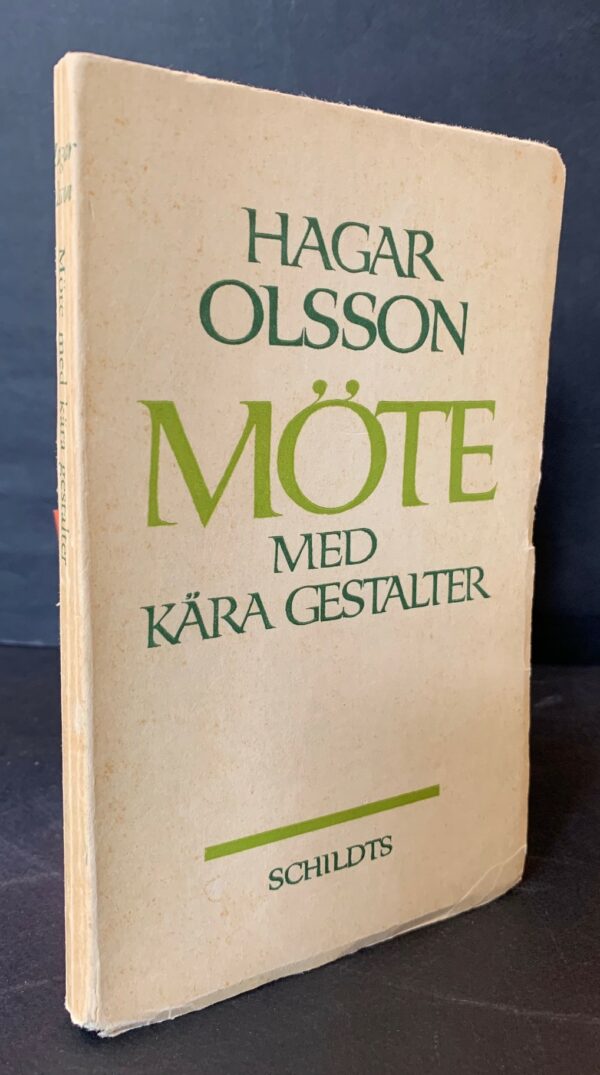 HAGAR
OLSSON
MÖTE
MED
KÄRA GESTALTER
SCHILDTS
Möte med kära gestalter